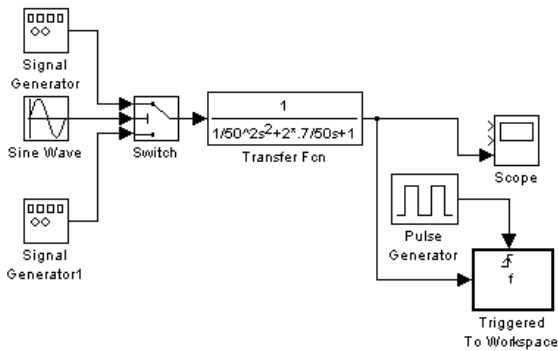 Signal
Generator
Sine Wave
Switch
1
1/50^2s2+2*.7/50s+1
Transfer Fcn
Scope
Pulse
Generator
Signal
Generator1
f
Triggered
To Workspace